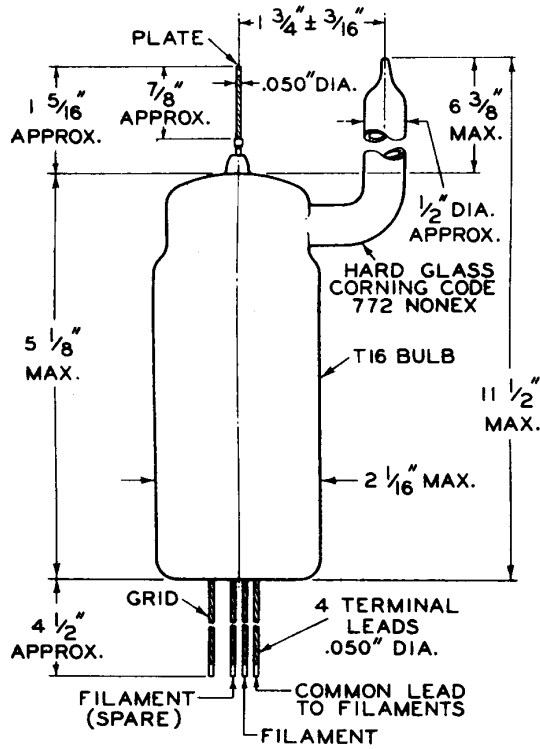 1 3/4" ± 3/16"
PLATE
7/8"
APPROX.
.050" DIA.
1 5/16"
APPROX.
6 3/8"
MAX.
1/2" DIA.
APPROX.
HARD GLASS
CORNING CODE
772 NONEX
5 1/8"
MAX.
T16 BULB
11 1/2"
MAX.
2 1/16" MAX.
GRID
4 1/2"
APPROX.
4 TERMINAL
LEADS
.050" DIA.
FILAMENT
(SPARE)
COMMON LEAD
TO FILAMENTS
FILAMENT